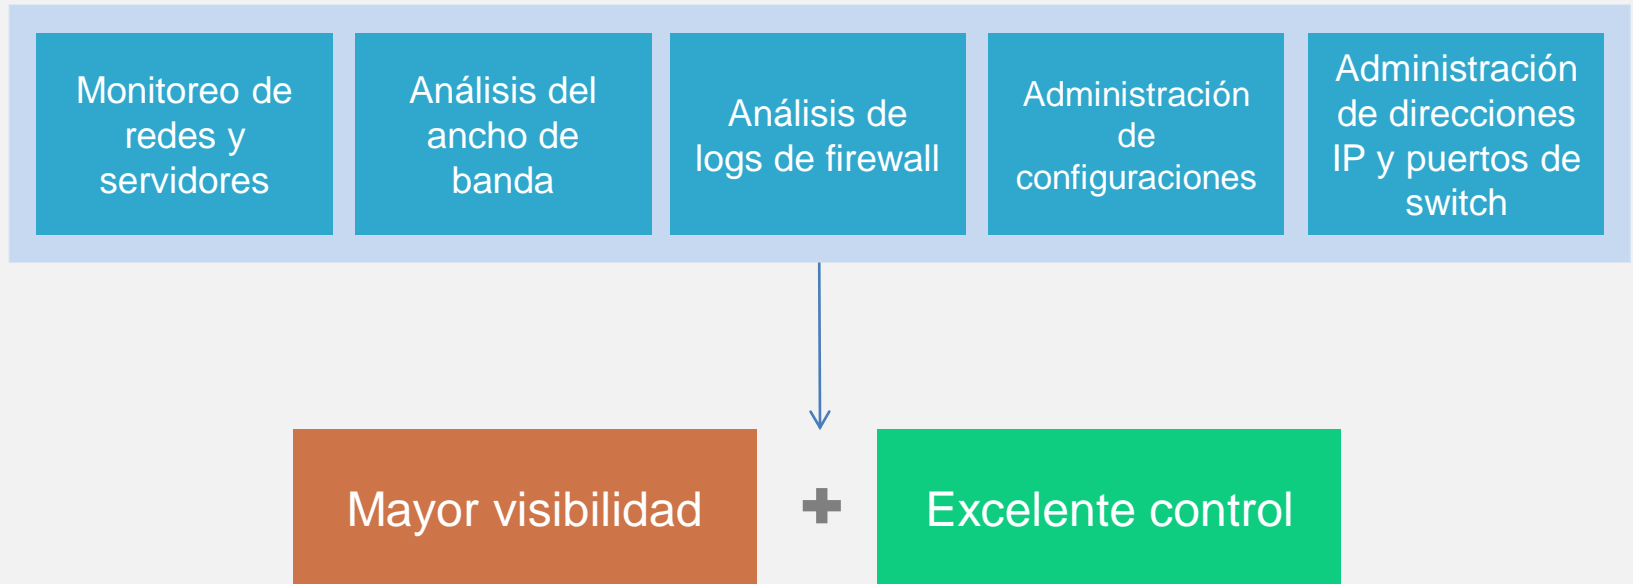 Monitoreo de
redes y
servidores
Análisis del
ancho de
banda
Análisis de
logs de firewall
Administración
de
configuraciones
Administración
de direcciones
IP y puertos de
switch
Mayor visibilidad
Excelente control